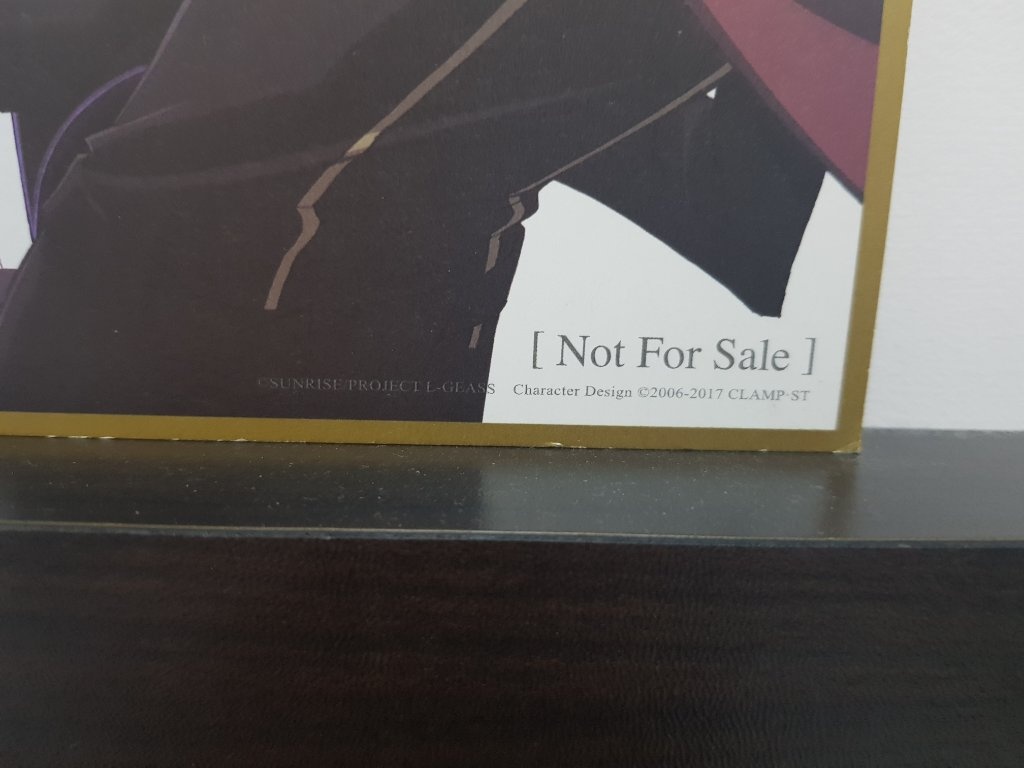 [ Not For Sale ]
©SUNRISE/PROJECT L-GEASS Character Design ©2006-2017 CLAMP·ST